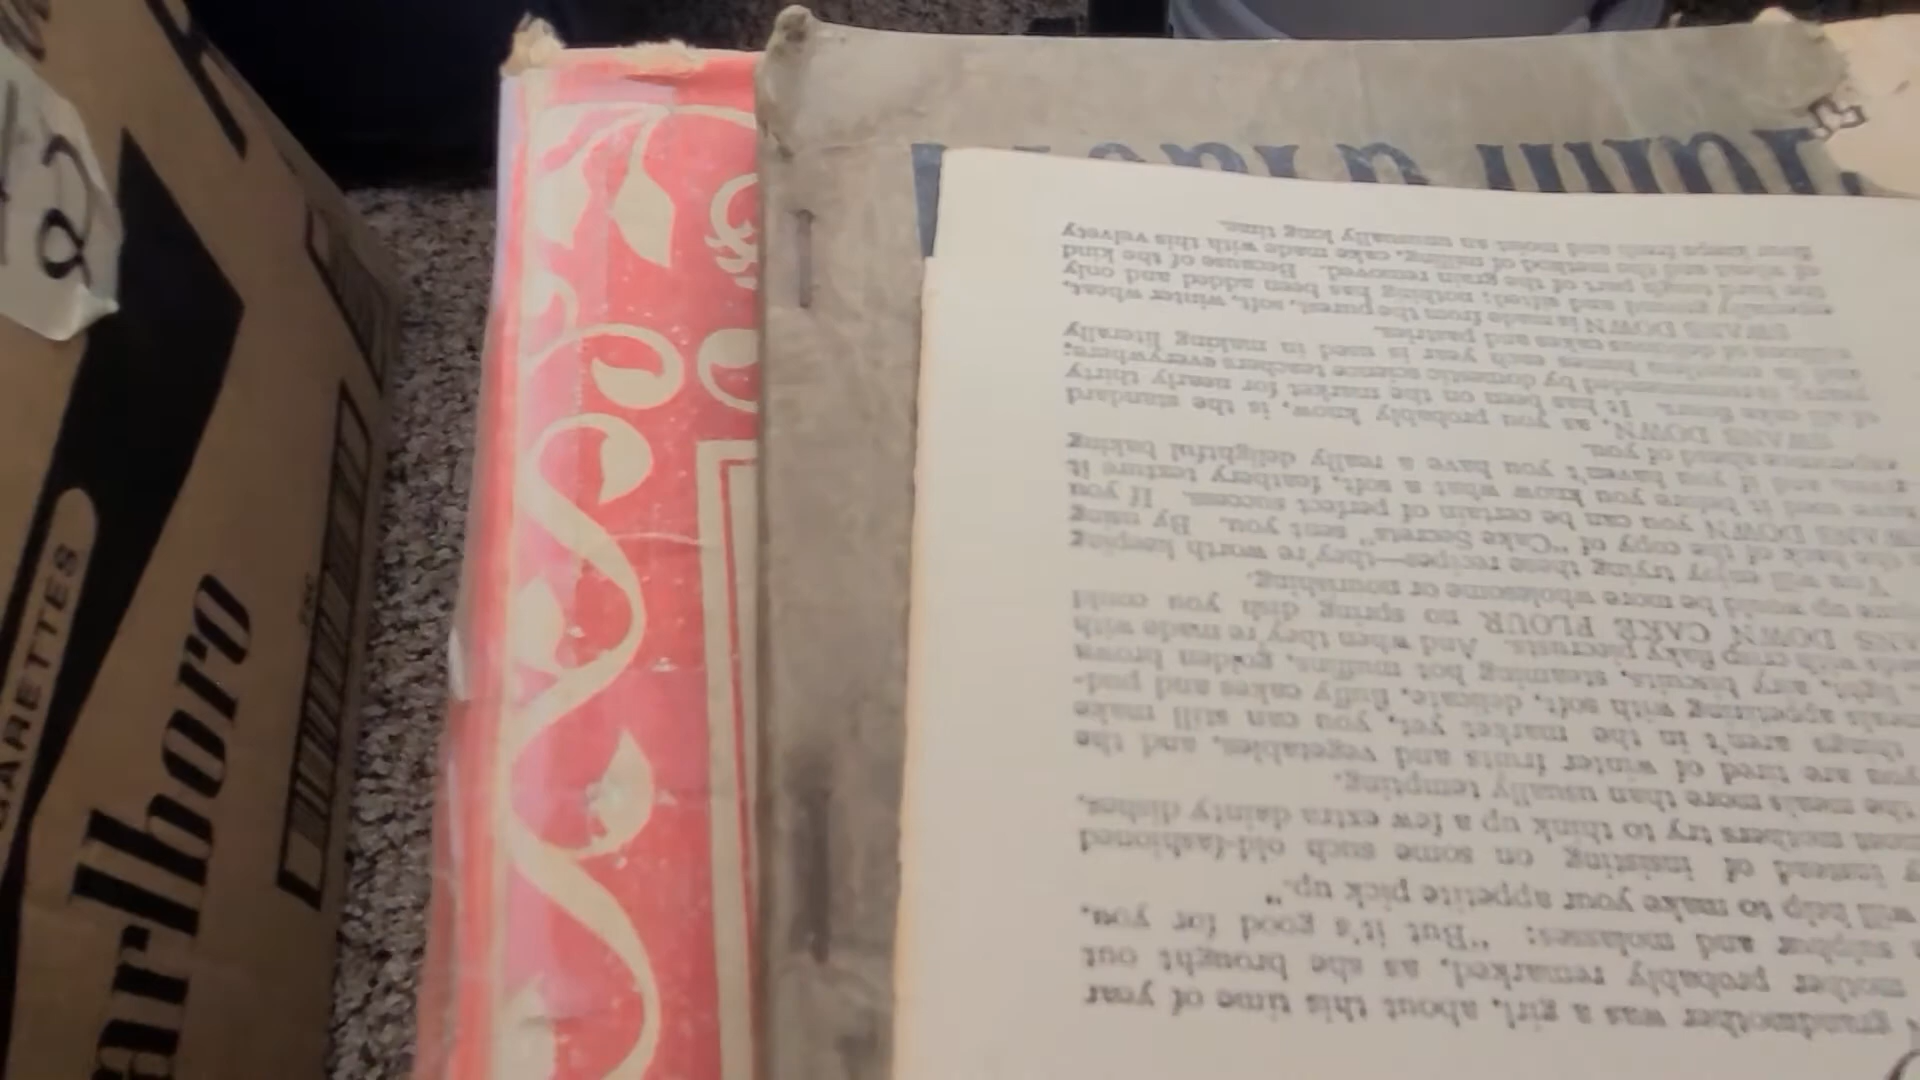 grandmother was a girl, about this time of year
mother probably remarked, as she brought out
sulphur and molasses: "But it's good for you,
will help to make your appetite pick up."
instead of insisting on some such old-fashioned
mothers try to think up a few extra dainty dishes,
the meals more than usually tempting.
you are tired of winter fruits and vegetables, and the
things aren't in the market yet, you can still make
meals appetizing with soft, delicate, fluffy cakes and pud-
light, airy biscuits, steaming hot muffins, golden brown
with crisp flaky piecrusts. And when they're made with
SWANS DOWN CAKE FLOUR no spring dish you could
up would be more wholesome or nourishing.
You will enjoy trying these recipes—they're worth keeping
the back of the copy of "Cake Secrets" sent you. By using
SWANS DOWN you can be certain of perfect success. If you
have used it before you know what a soft, feathery texture it
gives, and if you haven't you have a really delightful baking
experience ahead of you.
SWANS DOWN, as you probably know, is the standard
of all cake flours. It has been on the market for nearly thirty
years, is recommended by domestic science teachers everywhere,
and in countless homes each year is used in making literally
millions of delicious cakes and pastries.
SWANS DOWN is made from the purest, soft, winter wheat,
especially ground and sifted; nothing has been added and only
the hard, tough part of the grain removed. Because of the kind
of wheat and the method of milling, cake made with this velvety
flour keeps fresh and moist an unusually long time.
arlboro
CARETTES
2